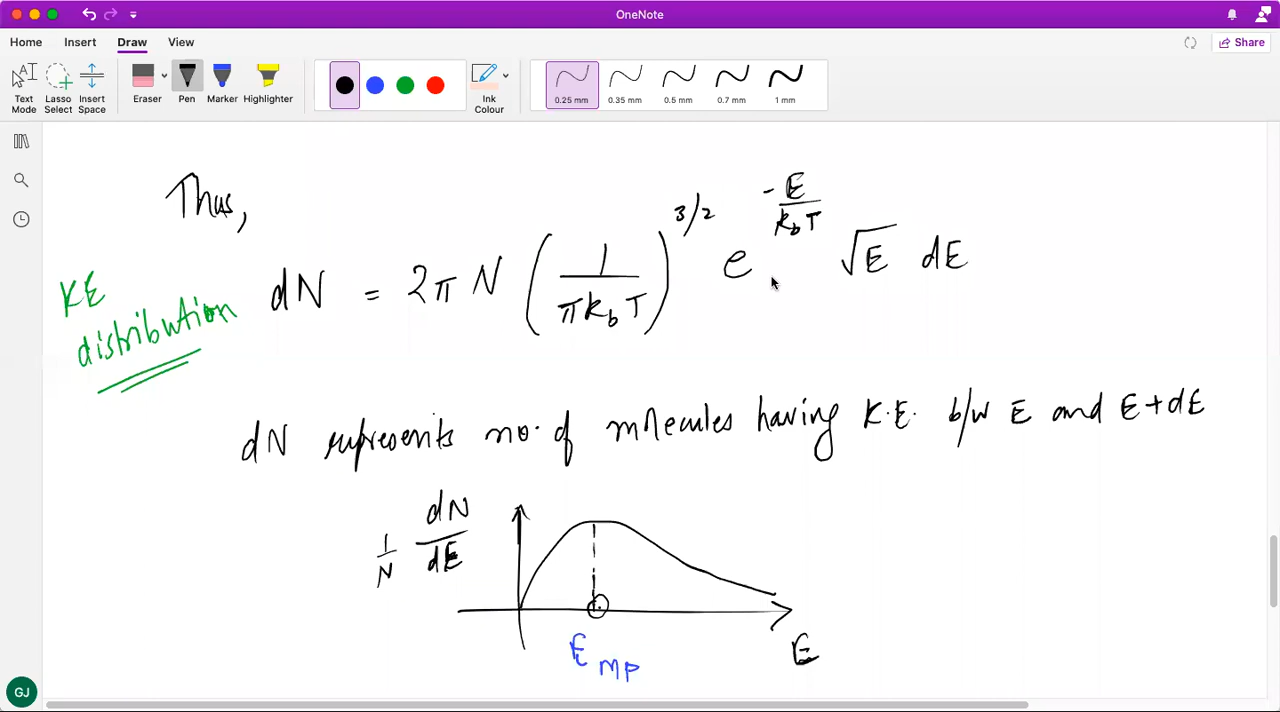 OneNote
Home Insert Draw View
Share
Text Mode
Lasso Select
Insert Space
Eraser
Pen
Marker
Highlighter
Ink Colour
0.25 mm
0.35 mm
0.5 mm
0.7 mm
1 mm
Thus,
KE distribution
dN = 2π N (1/πk_bT)^3/2 e^-E/k_bT √E dE
dN represents no. of molecules having K.E. b/w E and E+dE
1/N dN/dE
E
E_MP
GJ